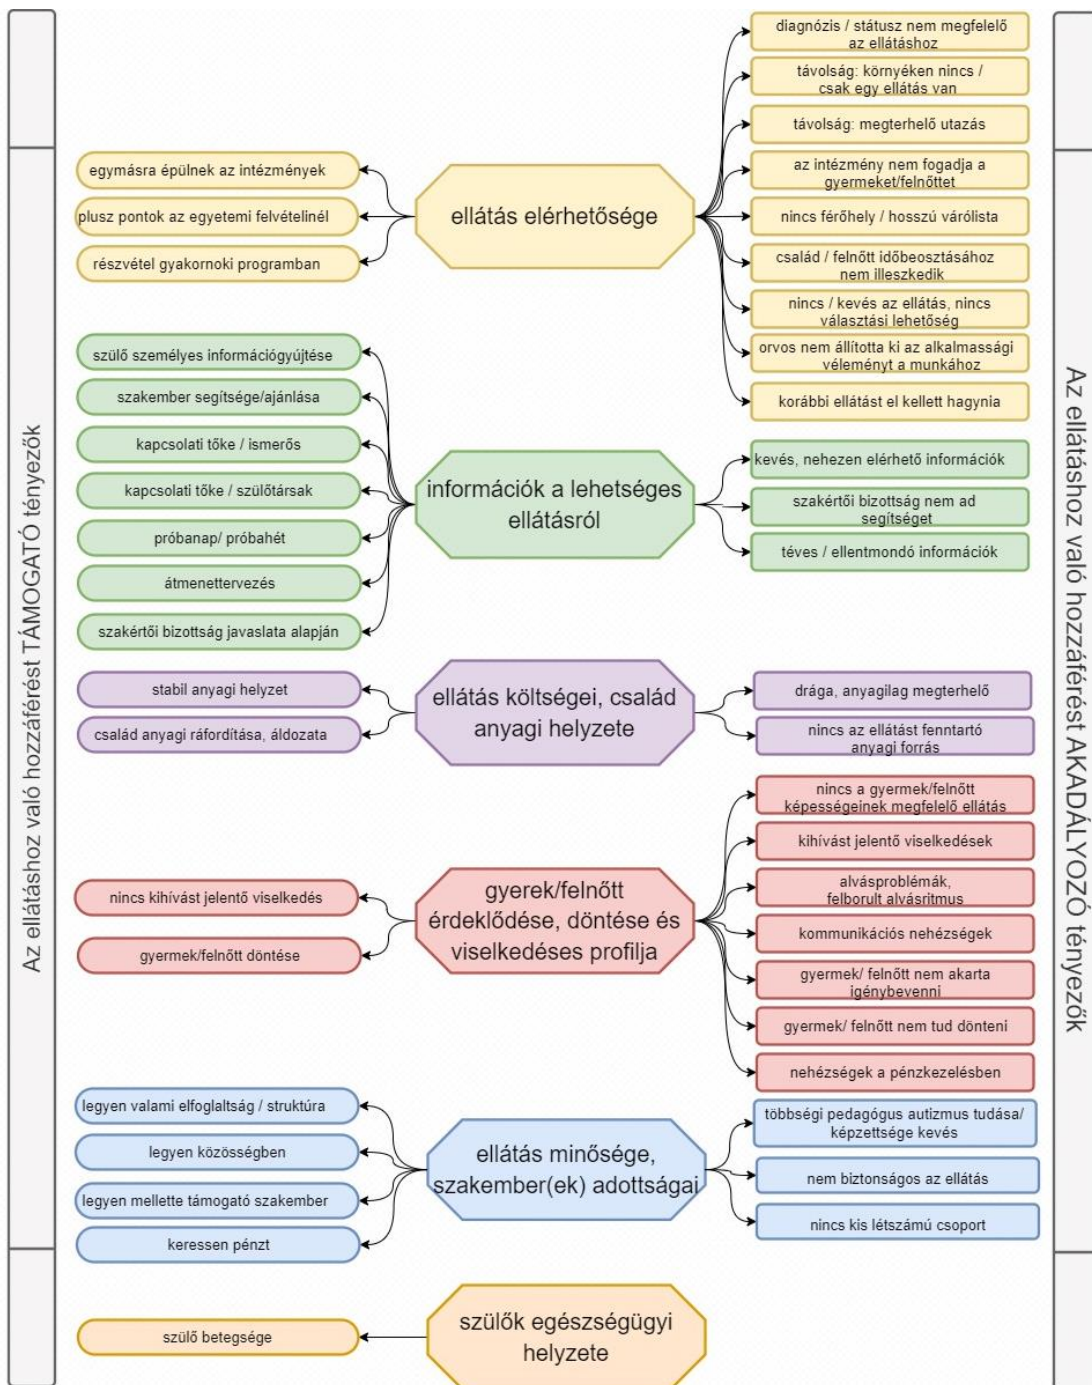 Az ellátáshoz való hozzáférést TÁMOGATÓ tényezők
egymásra épülnek az intézmények
plusz pontok az egyetemi felvételinél
részvétel gyakornoki programban
ellátás elérhetősége
diagnózis / státusz nem megfelelő
az ellátáshoz
távolság: környéken nincs /
csak egy ellátás van
távolság: megterhelő utazás
az intézmény nem fogadja a
gyermeket/felnőttet
nincs férőhely / hosszú várólista
család / felnőtt időbeosztásához
nem illeszkedik
nincs / kevés az ellátás, nincs
választási lehetőség
orvos nem állította ki az alkalmassági
véleményt a munkához
korábbi ellátást el kellett hagynia
szülő személyes információgyújtése
szakember segítsége/ajánlása
kapcsolati tőke / ismerős
kapcsolati tőke / szülőtársak
próbanap/ próbahét
átmenettervezés
szakértői bizottság javaslata alapján
információk a lehetséges
ellátásról
kevés, nehezen elérhető információk
szakértői bizottság nem ad
segítséget
téves / ellentmondó információk
stabil anyagi helyzet
család anyagi ráfordítása, áldozata
ellátás költségei, család
anyagi helyzete
drága, anyagilag megterhelő
nincs az ellátást fenntartó
anyagi forrás
nincs kihívást jelentő viselkedés
gyermek/felnőtt döntése
gyerek/felnőtt
érdeklődése, döntése és
viselkedéses profilja
nincs a gyermek/felnőtt
képességeinek megfelelő ellátás
kihívást jelentő viselkedések
alvásproblémák,
felborult alvásritmus
kommunikációs nehézségek
gyermek/ felnőtt nem akarta
igénybevenni
gyermek/ felnőtt nem tud dönteni
nehézségek a pénzkezelésben
legyen valami elfoglaltság / struktúra
legyen közösségben
legyen mellette támogató szakember
keressen pénzt
ellátás minősége,
szakember(ek) adottságai
többségi pedagógus autizmus tudása/
képzettsége kevés
nem biztonságos az ellátás
nincs kis létszámú csoport
szülő betegsége
szülők egészségügyi
helyzete
Az ellátáshoz való hozzáférést AKADÁLYOZÓ tényezők